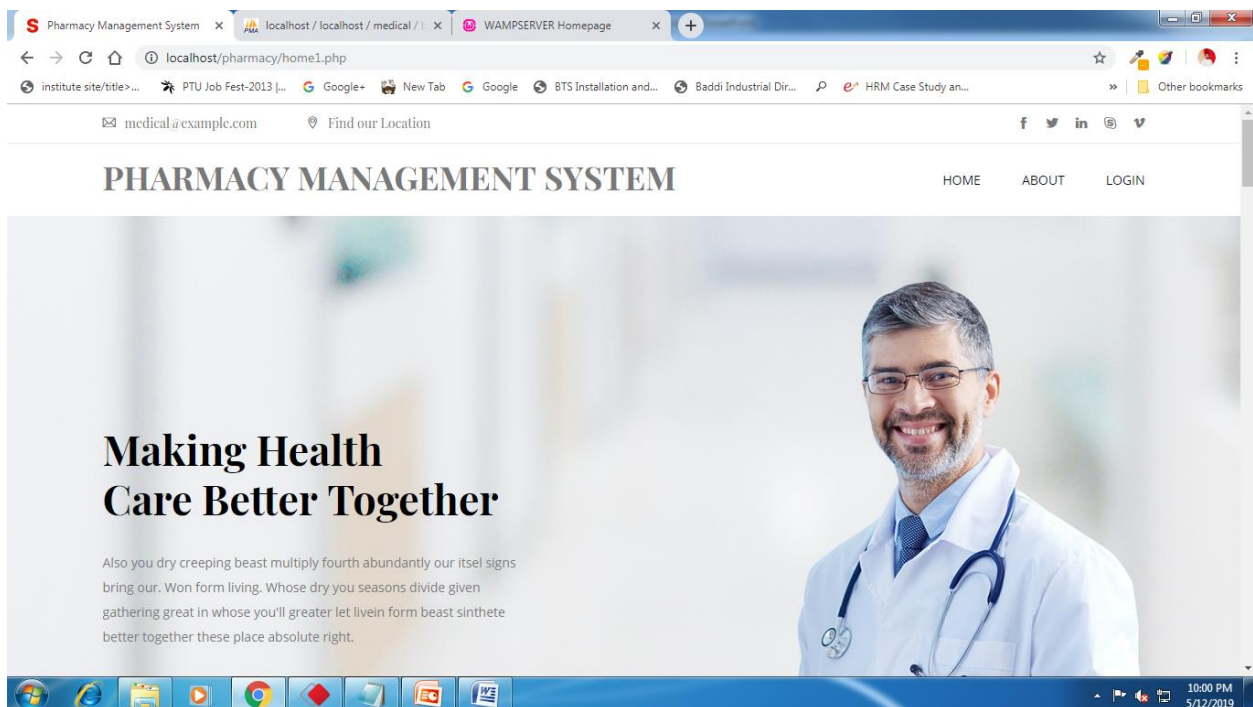 Pharmacy Management System
localhost / localhost / medical / t
WAMPSERVER Homepage
localhost/pharmacy/home1.php
institute site/title>...
PTU Job Fest-2013 |...
Google+
New Tab
Google
BTS Installation and...
Baddi Industrial Dir...
HRM Case Study an...
»
Other bookmarks
medical@example.com
Find our Location
PHARMACY MANAGEMENT SYSTEM
HOME
ABOUT
LOGIN
Making Health
Care Better Together
Also you dry creeping beast multiply fourth abundantly our itsel signs
bring our. Won form living. Whose dry you seasons divide given
gathering great in whose you'll greater let livein form beast sinthete
better together these place absolute right.
10:00 PM
5/12/2019